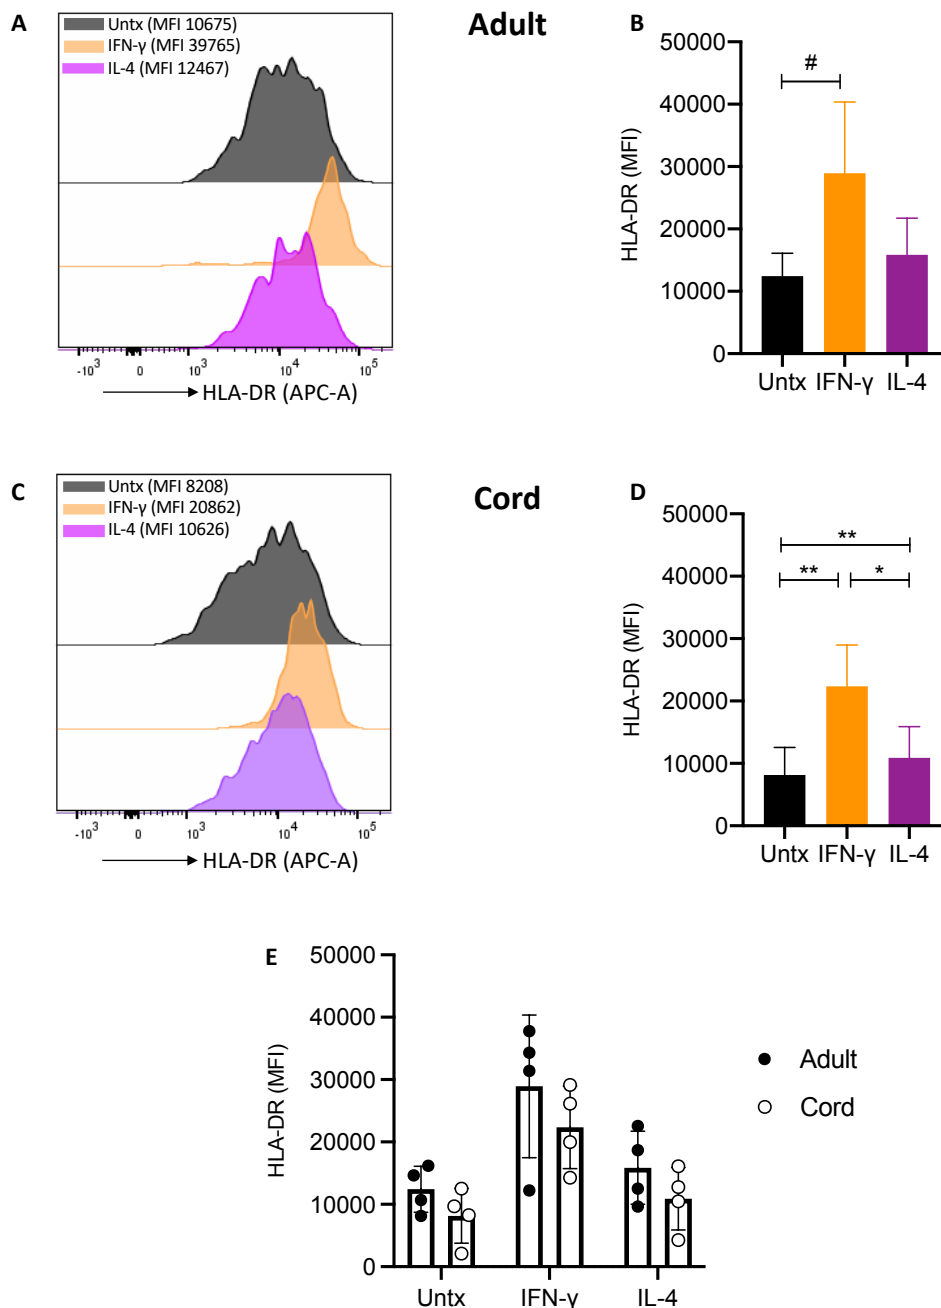 A
Adult
B
Untx (MFI 10675)
IFN-γ (MFI 39765)
IL-4 (MFI 12467)
-10³ 0 10³ 10⁴ 10⁵
HLA-DR (APC-A)
HLA-DR (MFI)
50000
40000
30000
20000
10000
0
#
Untx IFN-γ IL-4
C
Cord
D
Untx (MFI 8208)
IFN-γ (MFI 20862)
IL-4 (MFI 10626)
-10³ 0 10³ 10⁴ 10⁵
HLA-DR (APC-A)
HLA-DR (MFI)
50000
40000
30000
20000
10000
0
**
** *
Untx IFN-γ IL-4
E
HLA-DR (MFI)
50000
40000
30000
20000
10000
0
Untx IFN-γ IL-4
Adult
Cord